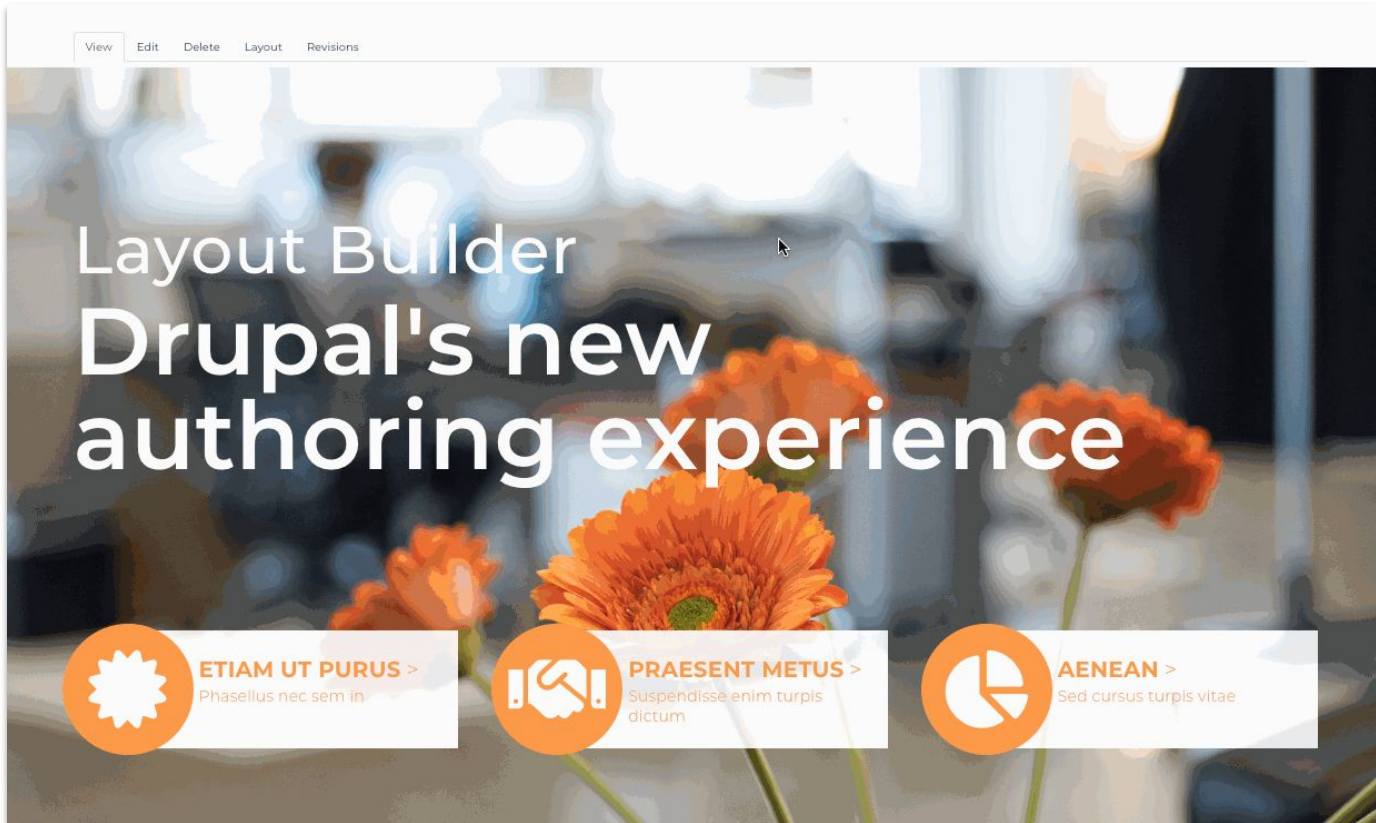 View Edit Delete Layout Revisions
Layout Builder
Drupal's new
authoring experience
ETIAM UT PURUS >
Phasellus nec sem in
PRAESENT METUS >
Suspendisse enim turpis
dictum
AENEAN >
Sed cursus turpis vitae